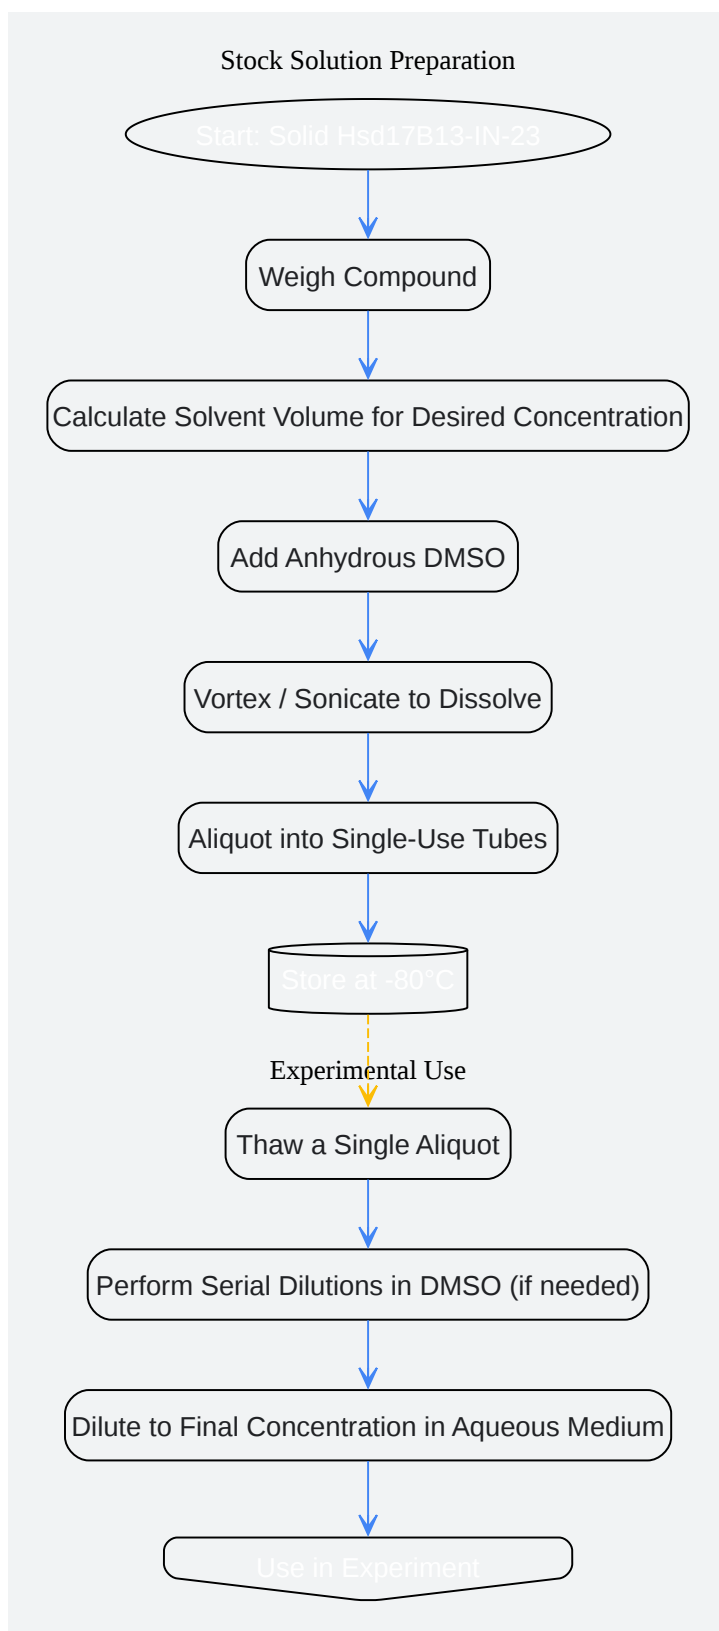 Stock Solution Preparation
Start: Solid Hsd17B13-IN-23
Weigh Compound
Calculate Solvent Volume for Desired Concentration
Add Anhydrous DMSO
Vortex / Sonicate to Dissolve
Aliquot into Single-Use Tubes
Store at -80°C
Experimental Use
Thaw a Single Aliquot
Perform Serial Dilutions in DMSO (if needed)
Dilute to Final Concentration in Aqueous Medium
Use in Experiment